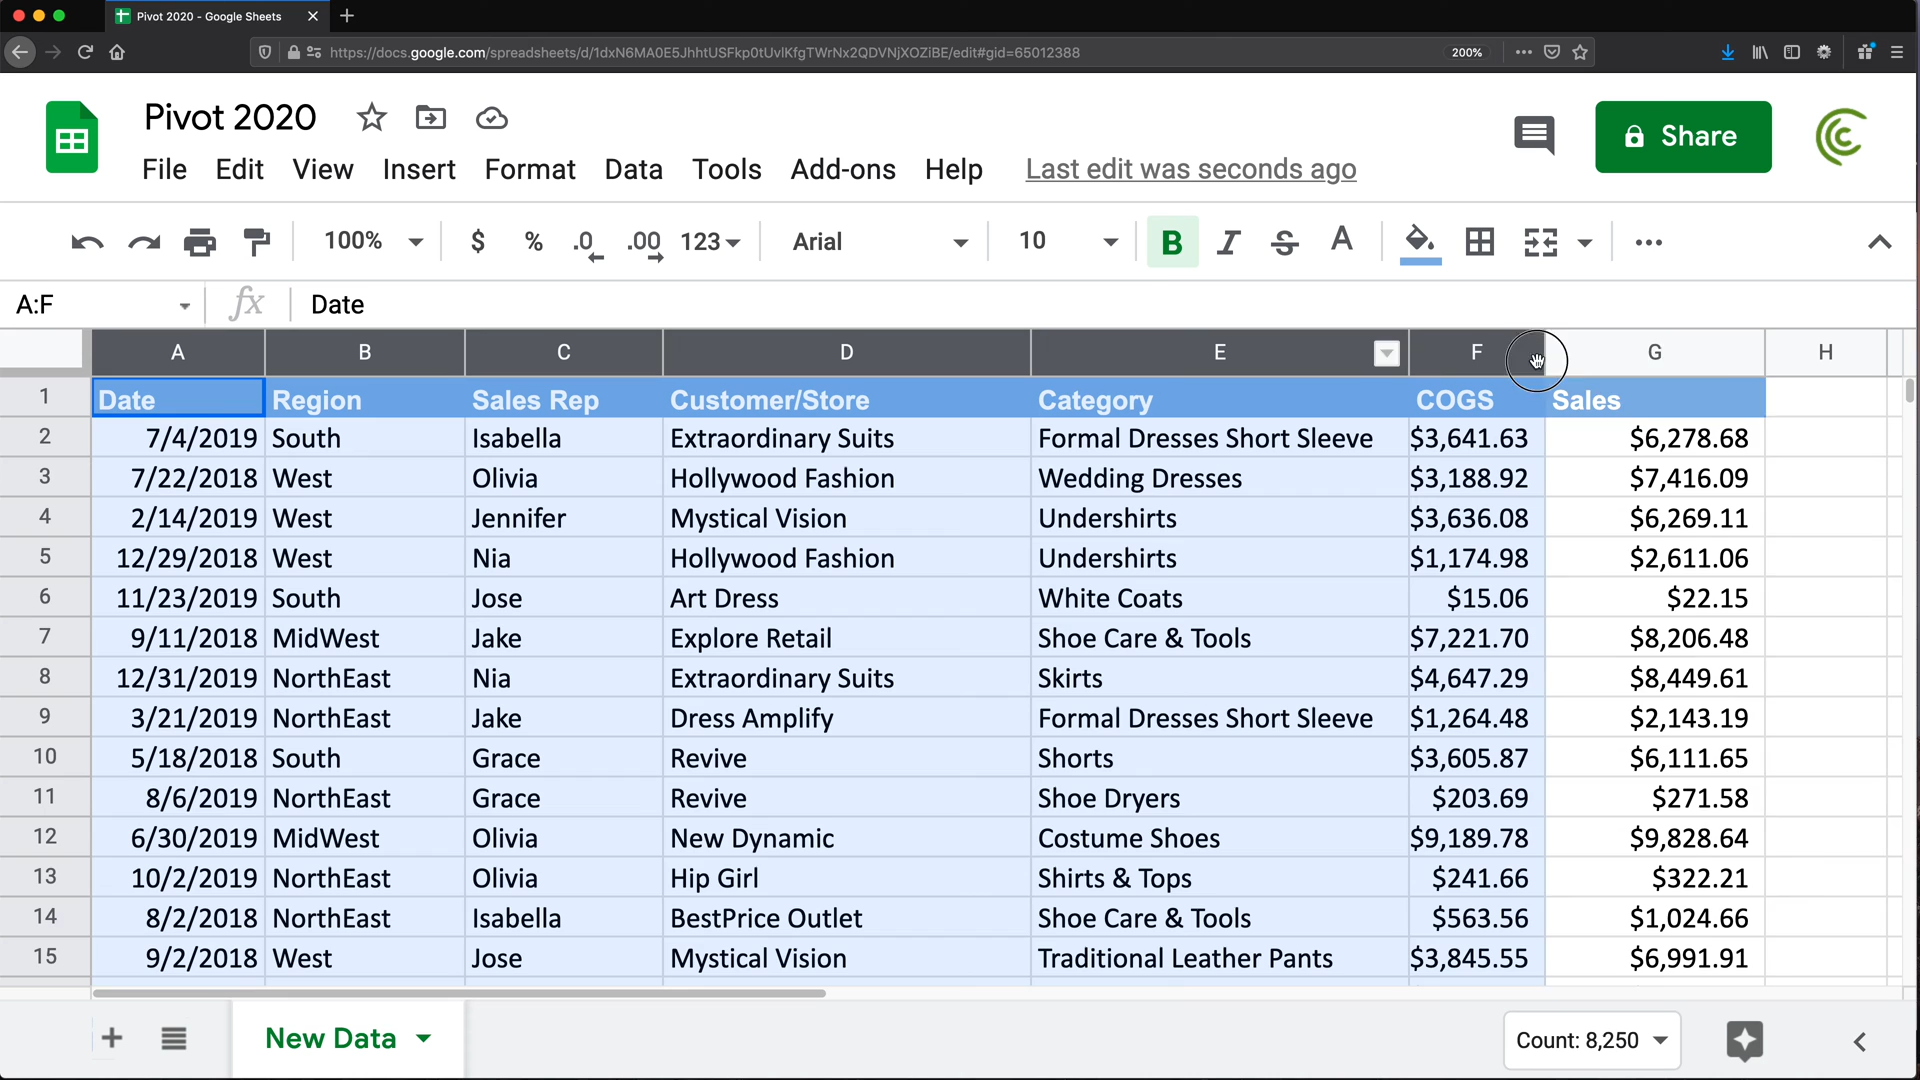 Pivot 2020 - Google Sheets
https://docs.google.com/spreadsheets/d/1dxN6MA0E5JhhtUSFkp0tUvlKfgTWrNx2QDVNjXOZiBE/edit#gid=65012388 200%
Pivot 2020
File Edit View Insert Format Data Tools Add-ons Help Last edit was seconds ago
Share
100% $ % .0 .00 123 Arial 10 B I S A
A:F fx Date
A B C D E F G H
1 Date Region Sales Rep Customer/Store Category COGS Sales
2 7/4/2019 South Isabella Extraordinary Suits Formal Dresses Short Sleeve $3,641.63 $6,278.68
3 7/22/2018 West Olivia Hollywood Fashion Wedding Dresses $3,188.92 $7,416.09
4 2/14/2019 West Jennifer Mystical Vision Undershirts $3,636.08 $6,269.11
5 12/29/2018 West Nia Hollywood Fashion Undershirts $1,174.98 $2,611.06
6 11/23/2019 South Jose Art Dress White Coats $15.06 $22.15
7 9/11/2018 MidWest Jake Explore Retail Shoe Care & Tools $7,221.70 $8,206.48
8 12/31/2019 NorthEast Nia Extraordinary Suits Skirts $4,647.29 $8,449.61
9 3/21/2019 NorthEast Jake Dress Amplify Formal Dresses Short Sleeve $1,264.48 $2,143.19
10 5/18/2018 South Grace Revive Shorts $3,605.87 $6,111.65
11 8/6/2019 NorthEast Grace Revive Shoe Dryers $203.69 $271.58
12 6/30/2019 MidWest Olivia New Dynamic Costume Shoes $9,189.78 $9,828.64
13 10/2/2019 NorthEast Olivia Hip Girl Shirts & Tops $241.66 $322.21
14 8/2/2018 NorthEast Isabella BestPrice Outlet Shoe Care & Tools $563.56 $1,024.66
15 9/2/2018 West Jose Mystical Vision Traditional Leather Pants $3,845.55 $6,991.91
New Data Count: 8,250